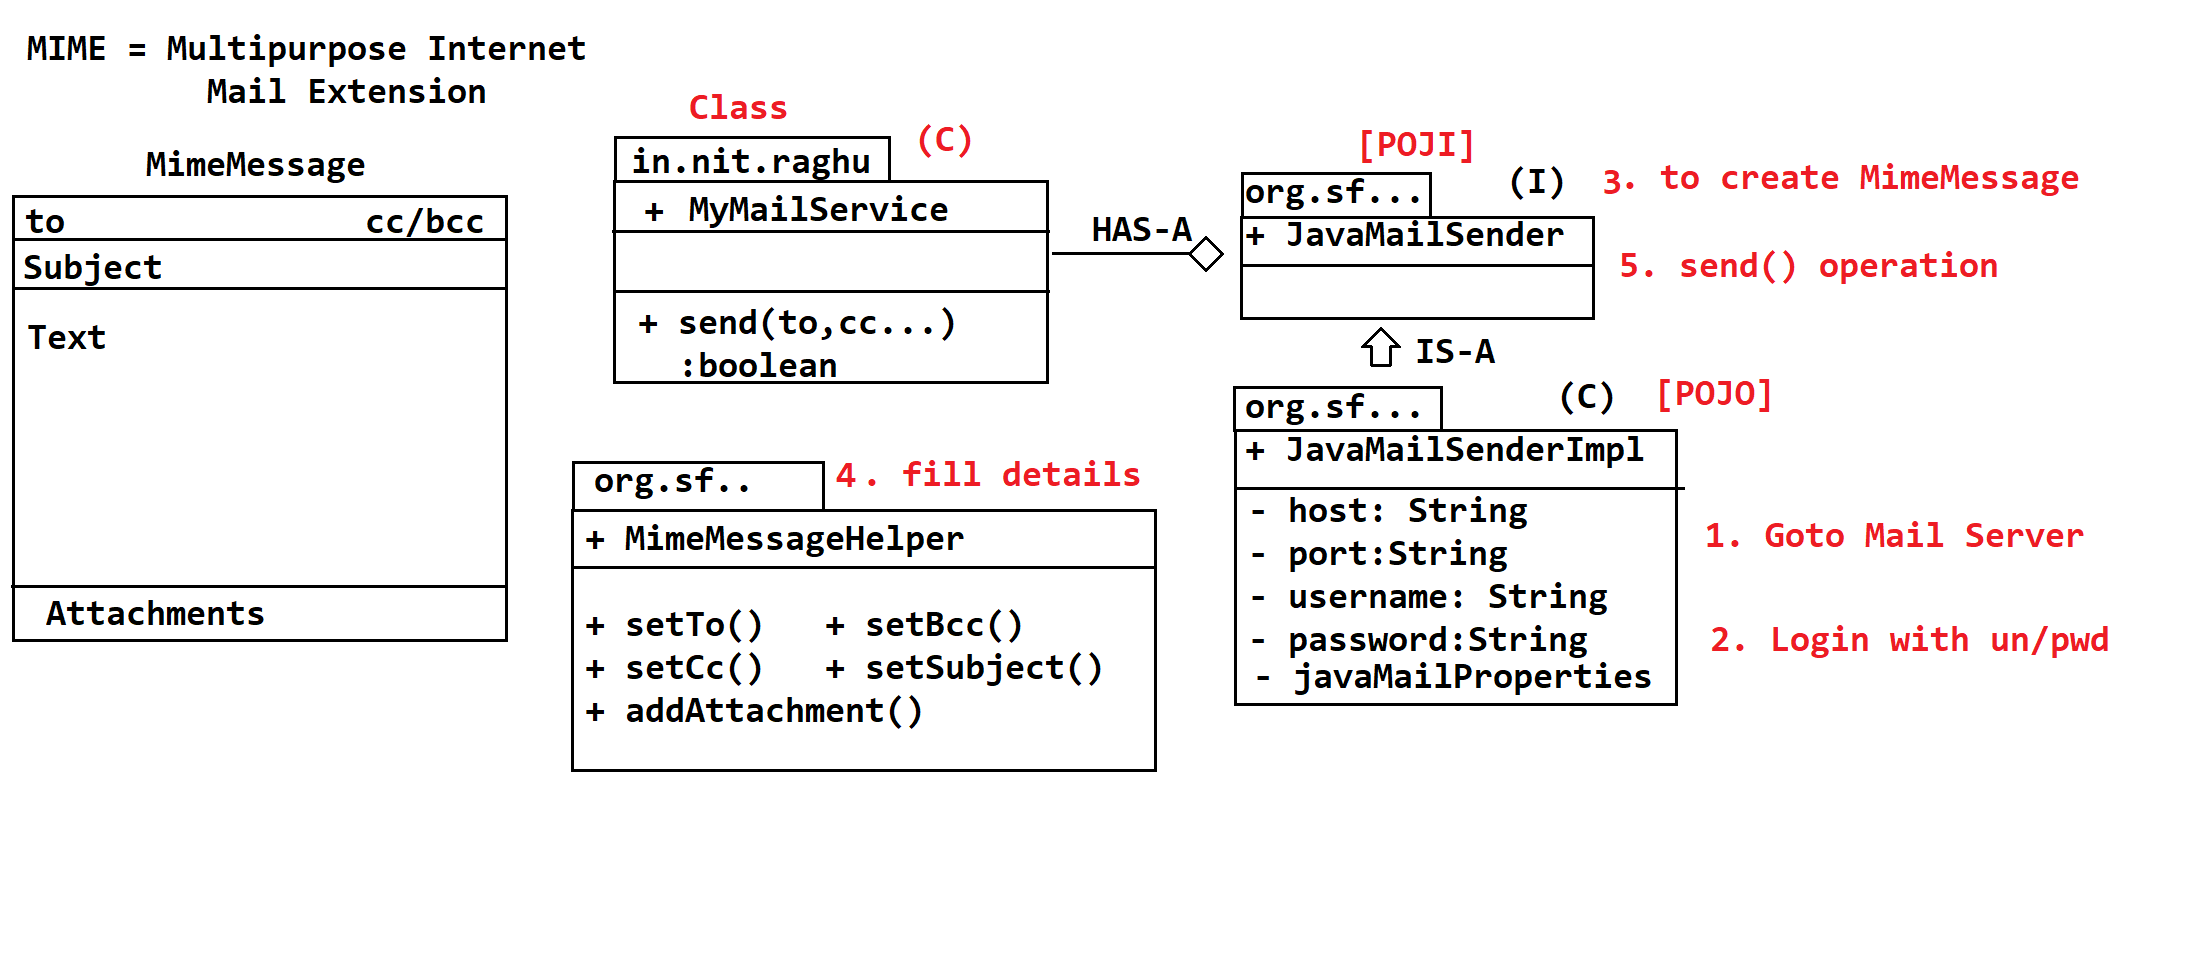 MIME = Multipurpose Internet
Mail Extension
MimeMessage
to cc/bcc
Subject
Text
Attachments
Class
(C)
in.nit.raghu
+ MyMailService
+ send(to,cc...)
:boolean
HAS-A
[POJI]
(I)
org.sf...
+ JavaMailSender
3. to create MimeMessage
5. send() operation
IS-A
(C) [POJO]
org.sf...
+ JavaMailSenderImpl
- host: String
- port:String
- username: String
- password:String
- javaMailProperties
1. Goto Mail Server
2. Login with un/pwd
org.sf..
4. fill details
+ MimeMessageHelper
+ setTo() + setBcc()
+ setCc() + setSubject()
+ addAttachment()